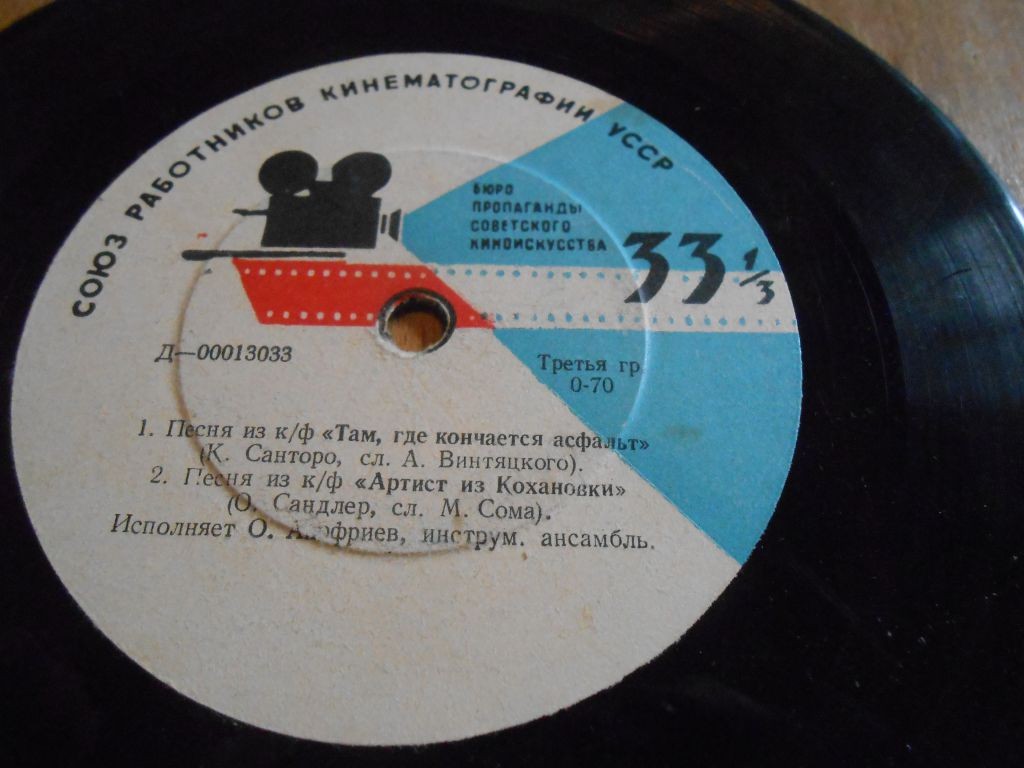 СОЮЗ РАБОТНИКОВ КИНЕМАТОГРАФИИ УССР
БЮРО
ПРОПАГАНДЫ
СОВЕТСКОГО
КИНОИСКУССТВА
33 1/3
Д—00013033
Третья гр
0-70
1. Песня из к/ф «Там, где кончается асфальт»
(К. Санторо, сл. А. Винтяцкого).
2. Песня из к/ф «Артист из Кохановки»
(О. Сандлер, сл. М. Сома).
Исполняет О. инструм. ансамбль.